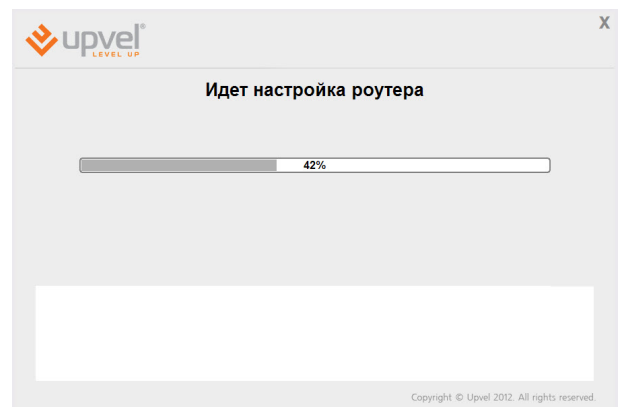 X
upvel®
LEVEL UP
Идет настройка роутера
42%
Copyright © Upvel 2012. All rights reserved.